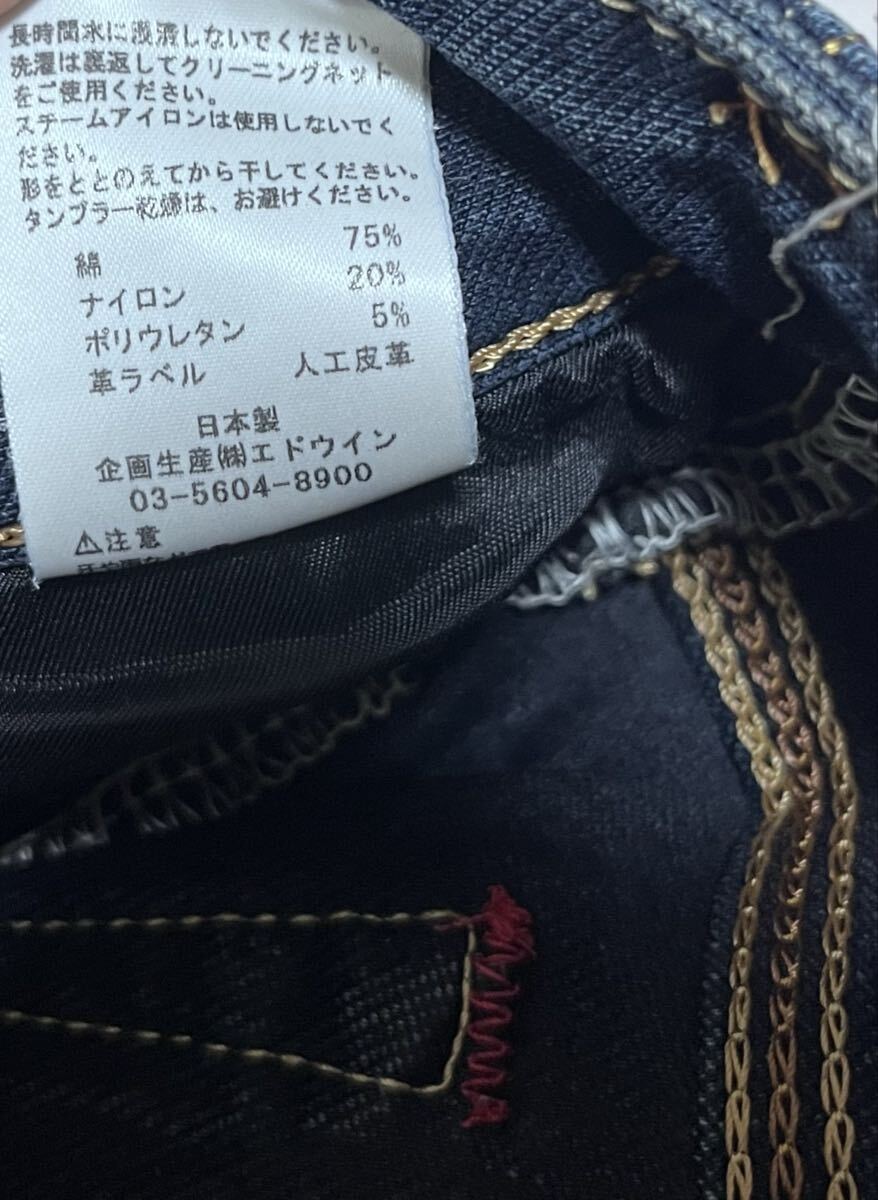 長時間水に浸漬しないでください。
洗濯は裏返してクリーニングネット
をご使用ください。
スチームアイロンは使用しないでく
ださい。
形をととのえてから干してください。
タンブラー乾燥は、お避けください。
綿 75%
ナイロン 20%
ポリウレタン 5%
革ラベル 人工皮革
日本製
企画生産㈱エドウイン
03-5604-8900
⚠注意